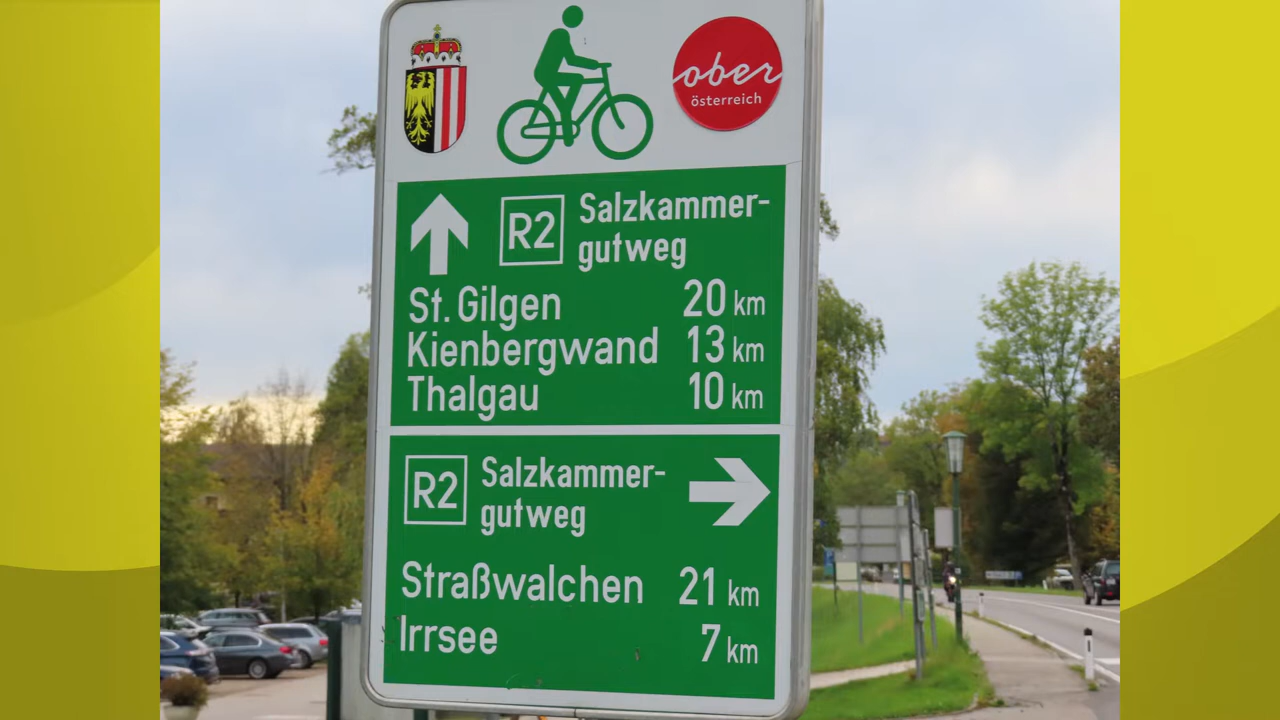 ober
österreich
R2 Salzkammer-
gutweg
St. Gilgen 20 km
Kienbergwand 13 km
Thalgau 10 km
R2 Salzkammer-
gutweg
Straßwalchen 21 km
Irrsee 7 km